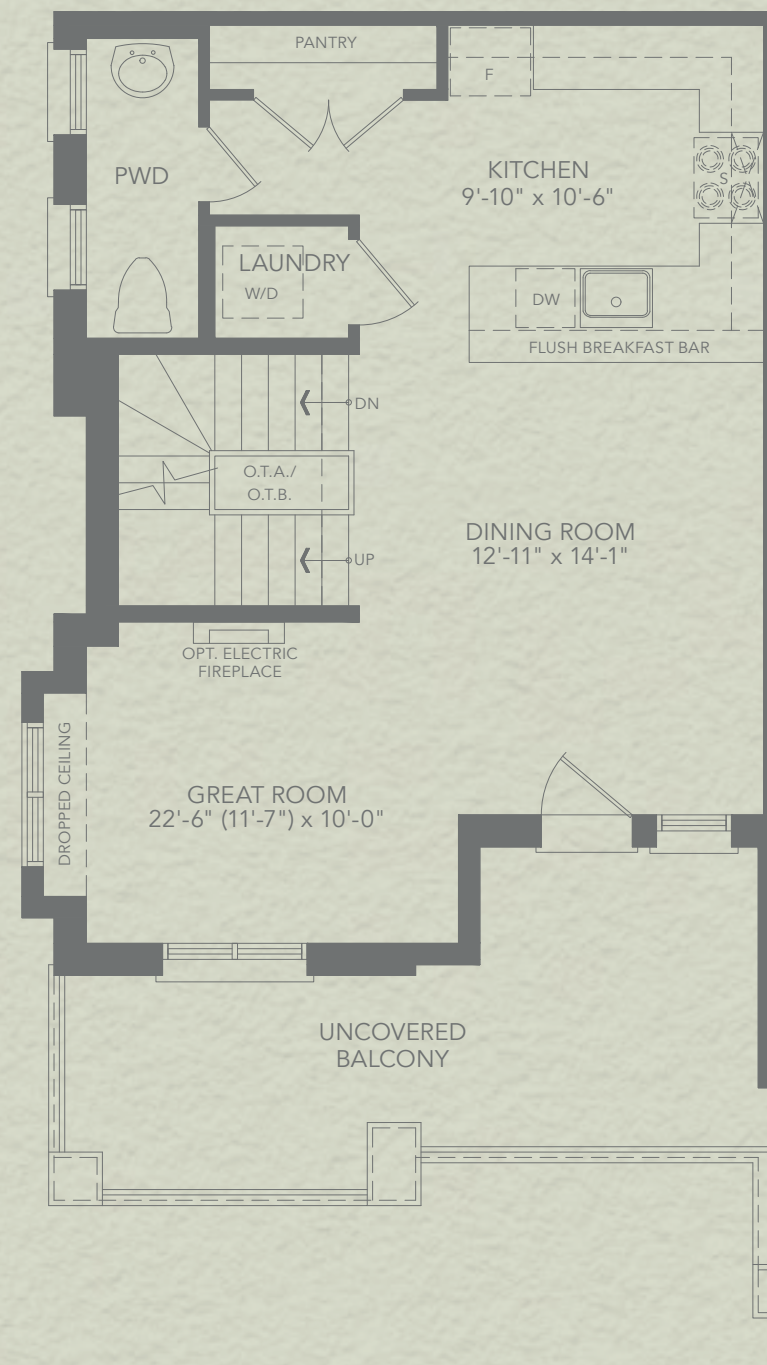 PANTRY
F
PWD
KITCHEN
9'-10" x 10'-6"
S
LAUNDRY
W/D
DW
FLUSH BREAKFAST BAR
DN
O.T.A./
O.T.B.
DINING ROOM
12'-11" x 14'-1"
UP
OPT. ELECTRIC
FIREPLACE
DROPPED CEILING
GREAT ROOM
22'-6" (11'-7") x 10'-0"
UNCOVERED
BALCONY